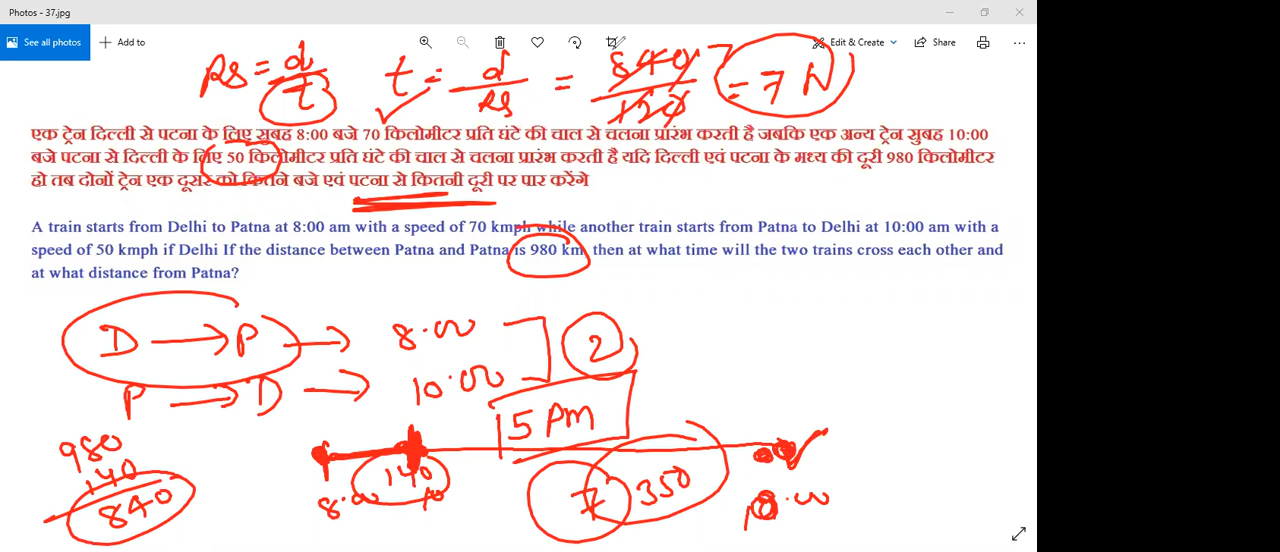 Photos - 37.jpg
See all photos + Add to Edit & Create Share
RS = d/t t = d/RS = 840/120 7 = 7 h
एक ट्रेन दिल्ली से पटना के लिए सुबह 8:00 बजे 70 किलोमीटर प्रति घंटे की चाल से चलना प्रारंभ करती है जबकि एक अन्य ट्रेन सुबह 10:00
बजे पटना से दिल्ली के लिए 50 किलोमीटर प्रति घंटे की चाल से चलना प्रारंभ करती है यदि दिल्ली एवं पटना के मध्य की दूरी 980 किलोमीटर
हो तब दोनों ट्रेन एक दूसरे को कितने बजे एवं पटना से कितनी दूरी पर पार करेंगे
A train starts from Delhi to Patna at 8:00 am with a speed of 70 kmph while another train starts from Patna to Delhi at 10:00 am with a
speed of 50 kmph if Delhi If the distance between Patna and Patna is 980 km, then at what time will the two trains cross each other and
at what distance from Patna?
D → P → 8.00 2
P → D → 10.00
5 PM
980
140
840
140 7 350
8.00 10